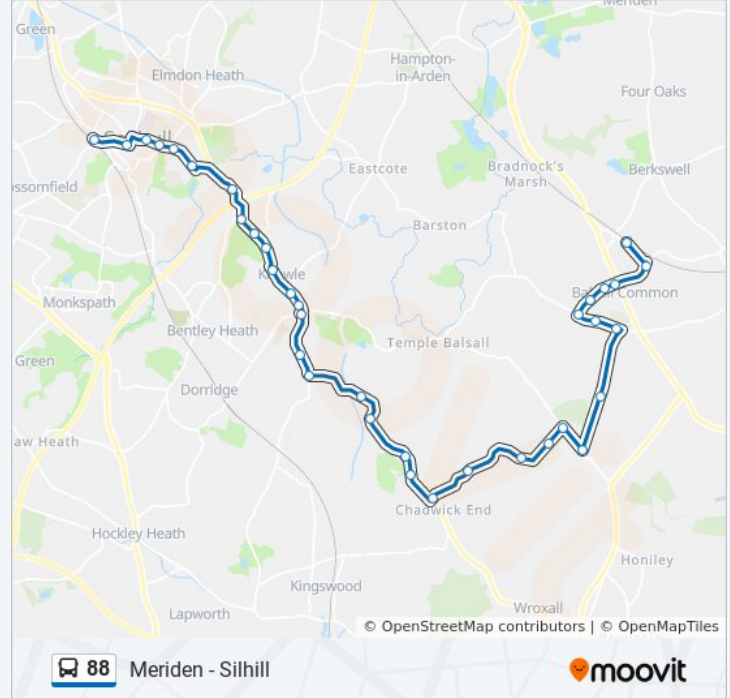 Meriden
Green
Elmdon Heath
Hampton-
in-Arden
Four Oaks
ossomfield
Eastcote
Bradnock's
Marsh
Berkswell
Barston
Monkspath
Common
Bentley Heath
Temple Balsall
Green
Dorridge
aw Heath
Chadwick End
Hockley Heath
Honiley
Kingswood
Wroxall
Lapworth
© OpenStreetMap contributors | © OpenMapTiles
88 Meriden - Silhill
moovit